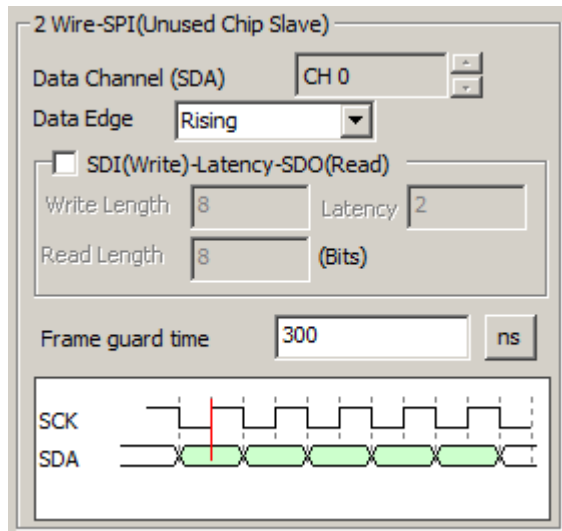 2 Wire-SPI(Unused Chip Slave)
Data Channel (SDA) CH 0
Data Edge Rising
SDI(Write)-Latency-SDO(Read)
Write Length 8 Latency 2
Read Length 8 (Bits)
Frame guard time 300 ns
SCK
SDA